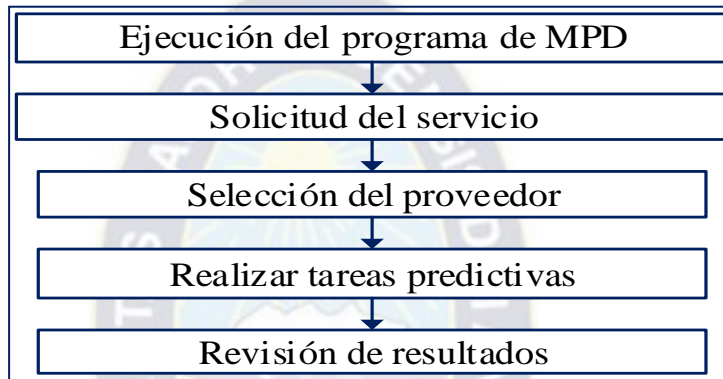 Ejecución del programa de MPD
Solicitud del servicio
Selección del proveedor
Realizar tareas predictivas
Revisión de resultados